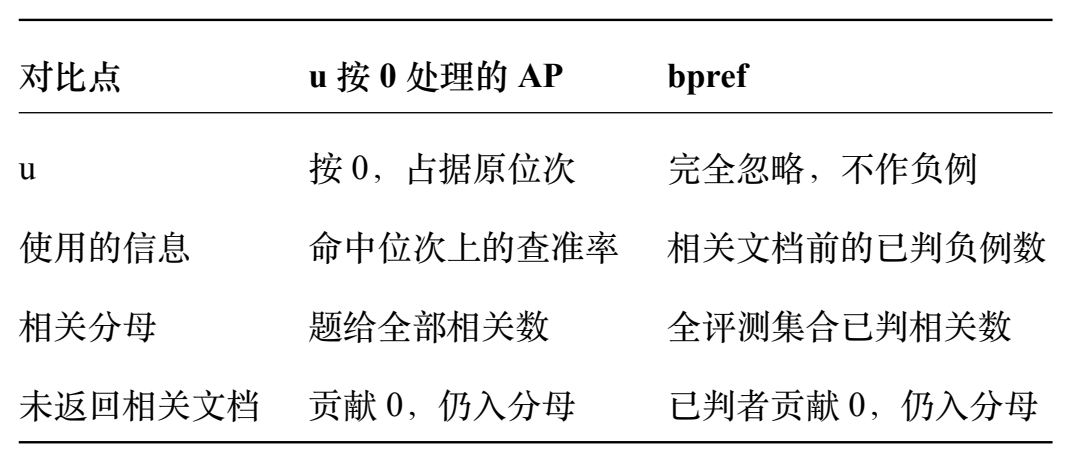 对比点 u 按 0 处理的 AP bpref
u 按 0，占据原位次 完全忽略，不作负例
使用的信息 命中位次上的查准率 相关文档前的已判负例数
相关分母 题给全部相关数 全评测集合已判相关数
未返回相关文档 贡献 0，仍入分母 已判者贡献 0，仍入分母